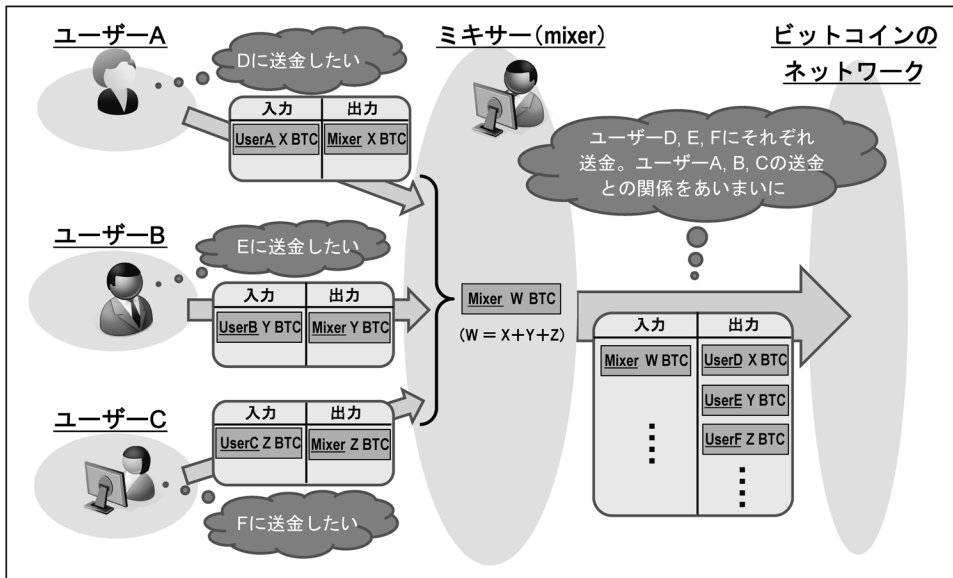 ユーザーA
Dに送金したい
入力 出力
UserA X BTC Mixer X BTC
ユーザーB
Eに送金したい
入力 出力
UserB Y BTC Mixer Y BTC
ユーザーC
入力 出力
UserC Z BTC Mixer Z BTC
Fに送金したい
ミキサー(mixer)
Mixer W BTC
(W = X+Y+Z)
ユーザーD, E, Fにそれぞれ
送金。ユーザーA, B, Cの送金
との関係をあいまいに
入力 出力
Mixer W BTC UserD X BTC
UserE Y BTC
UserF Z BTC
ビットコインの
ネットワーク